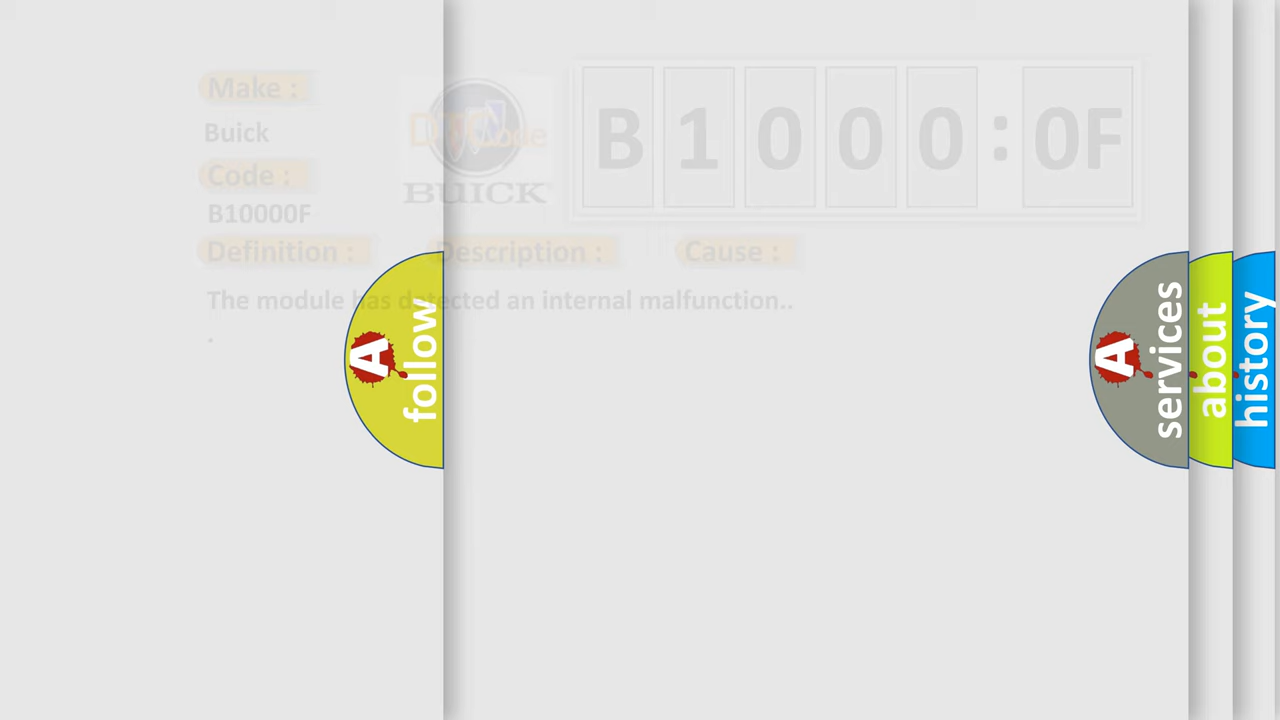 Make :
Buick
Code :
B10000F
BUICK
B 1 0 0 0 : 0F
Definition : Description : Cause :
The module has detected an internal malfunction..
.
A
follow
A
services
about
history